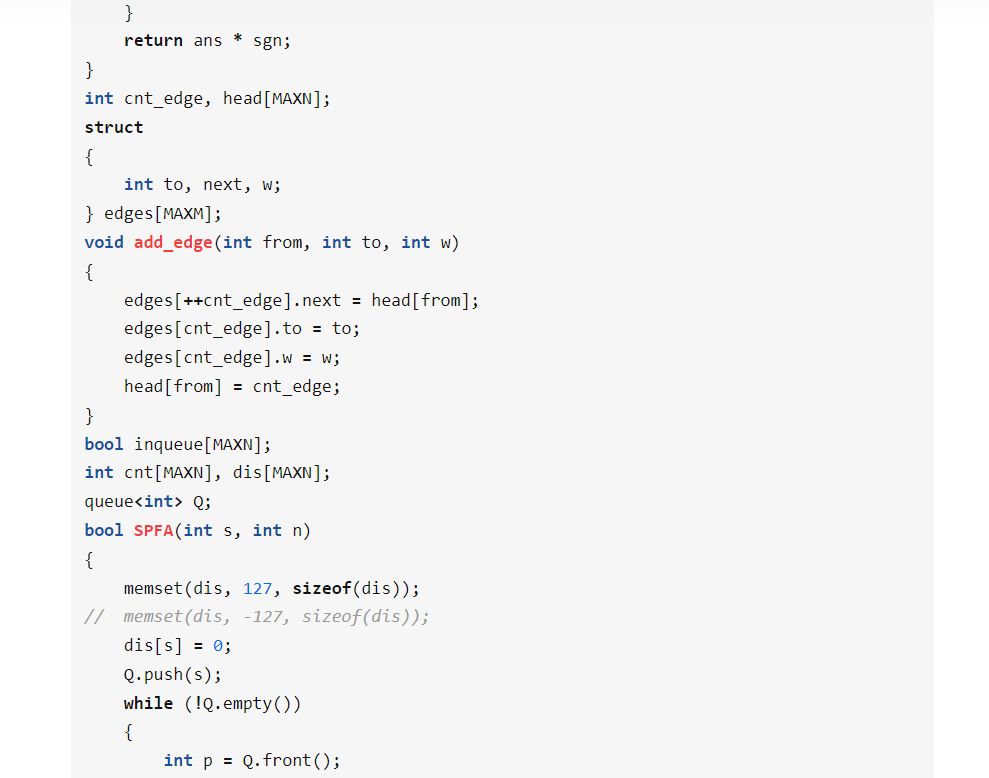 }
    return ans * sgn;
}
int cnt_edge, head[MAXN];
struct
{
    int to, next, w;
} edges[MAXM];
void add_edge(int from, int to, int w)
{
    edges[++cnt_edge].next = head[from];
    edges[cnt_edge].to = to;
    edges[cnt_edge].w = w;
    head[from] = cnt_edge;
}
bool inqueue[MAXN];
int cnt[MAXN], dis[MAXN];
queue<int> Q;
bool SPFA(int s, int n)
{
    memset(dis, 127, sizeof(dis));
//  memset(dis, -127, sizeof(dis));
    dis[s] = 0;
    Q.push(s);
    while (!Q.empty())
    {
        int p = Q.front();